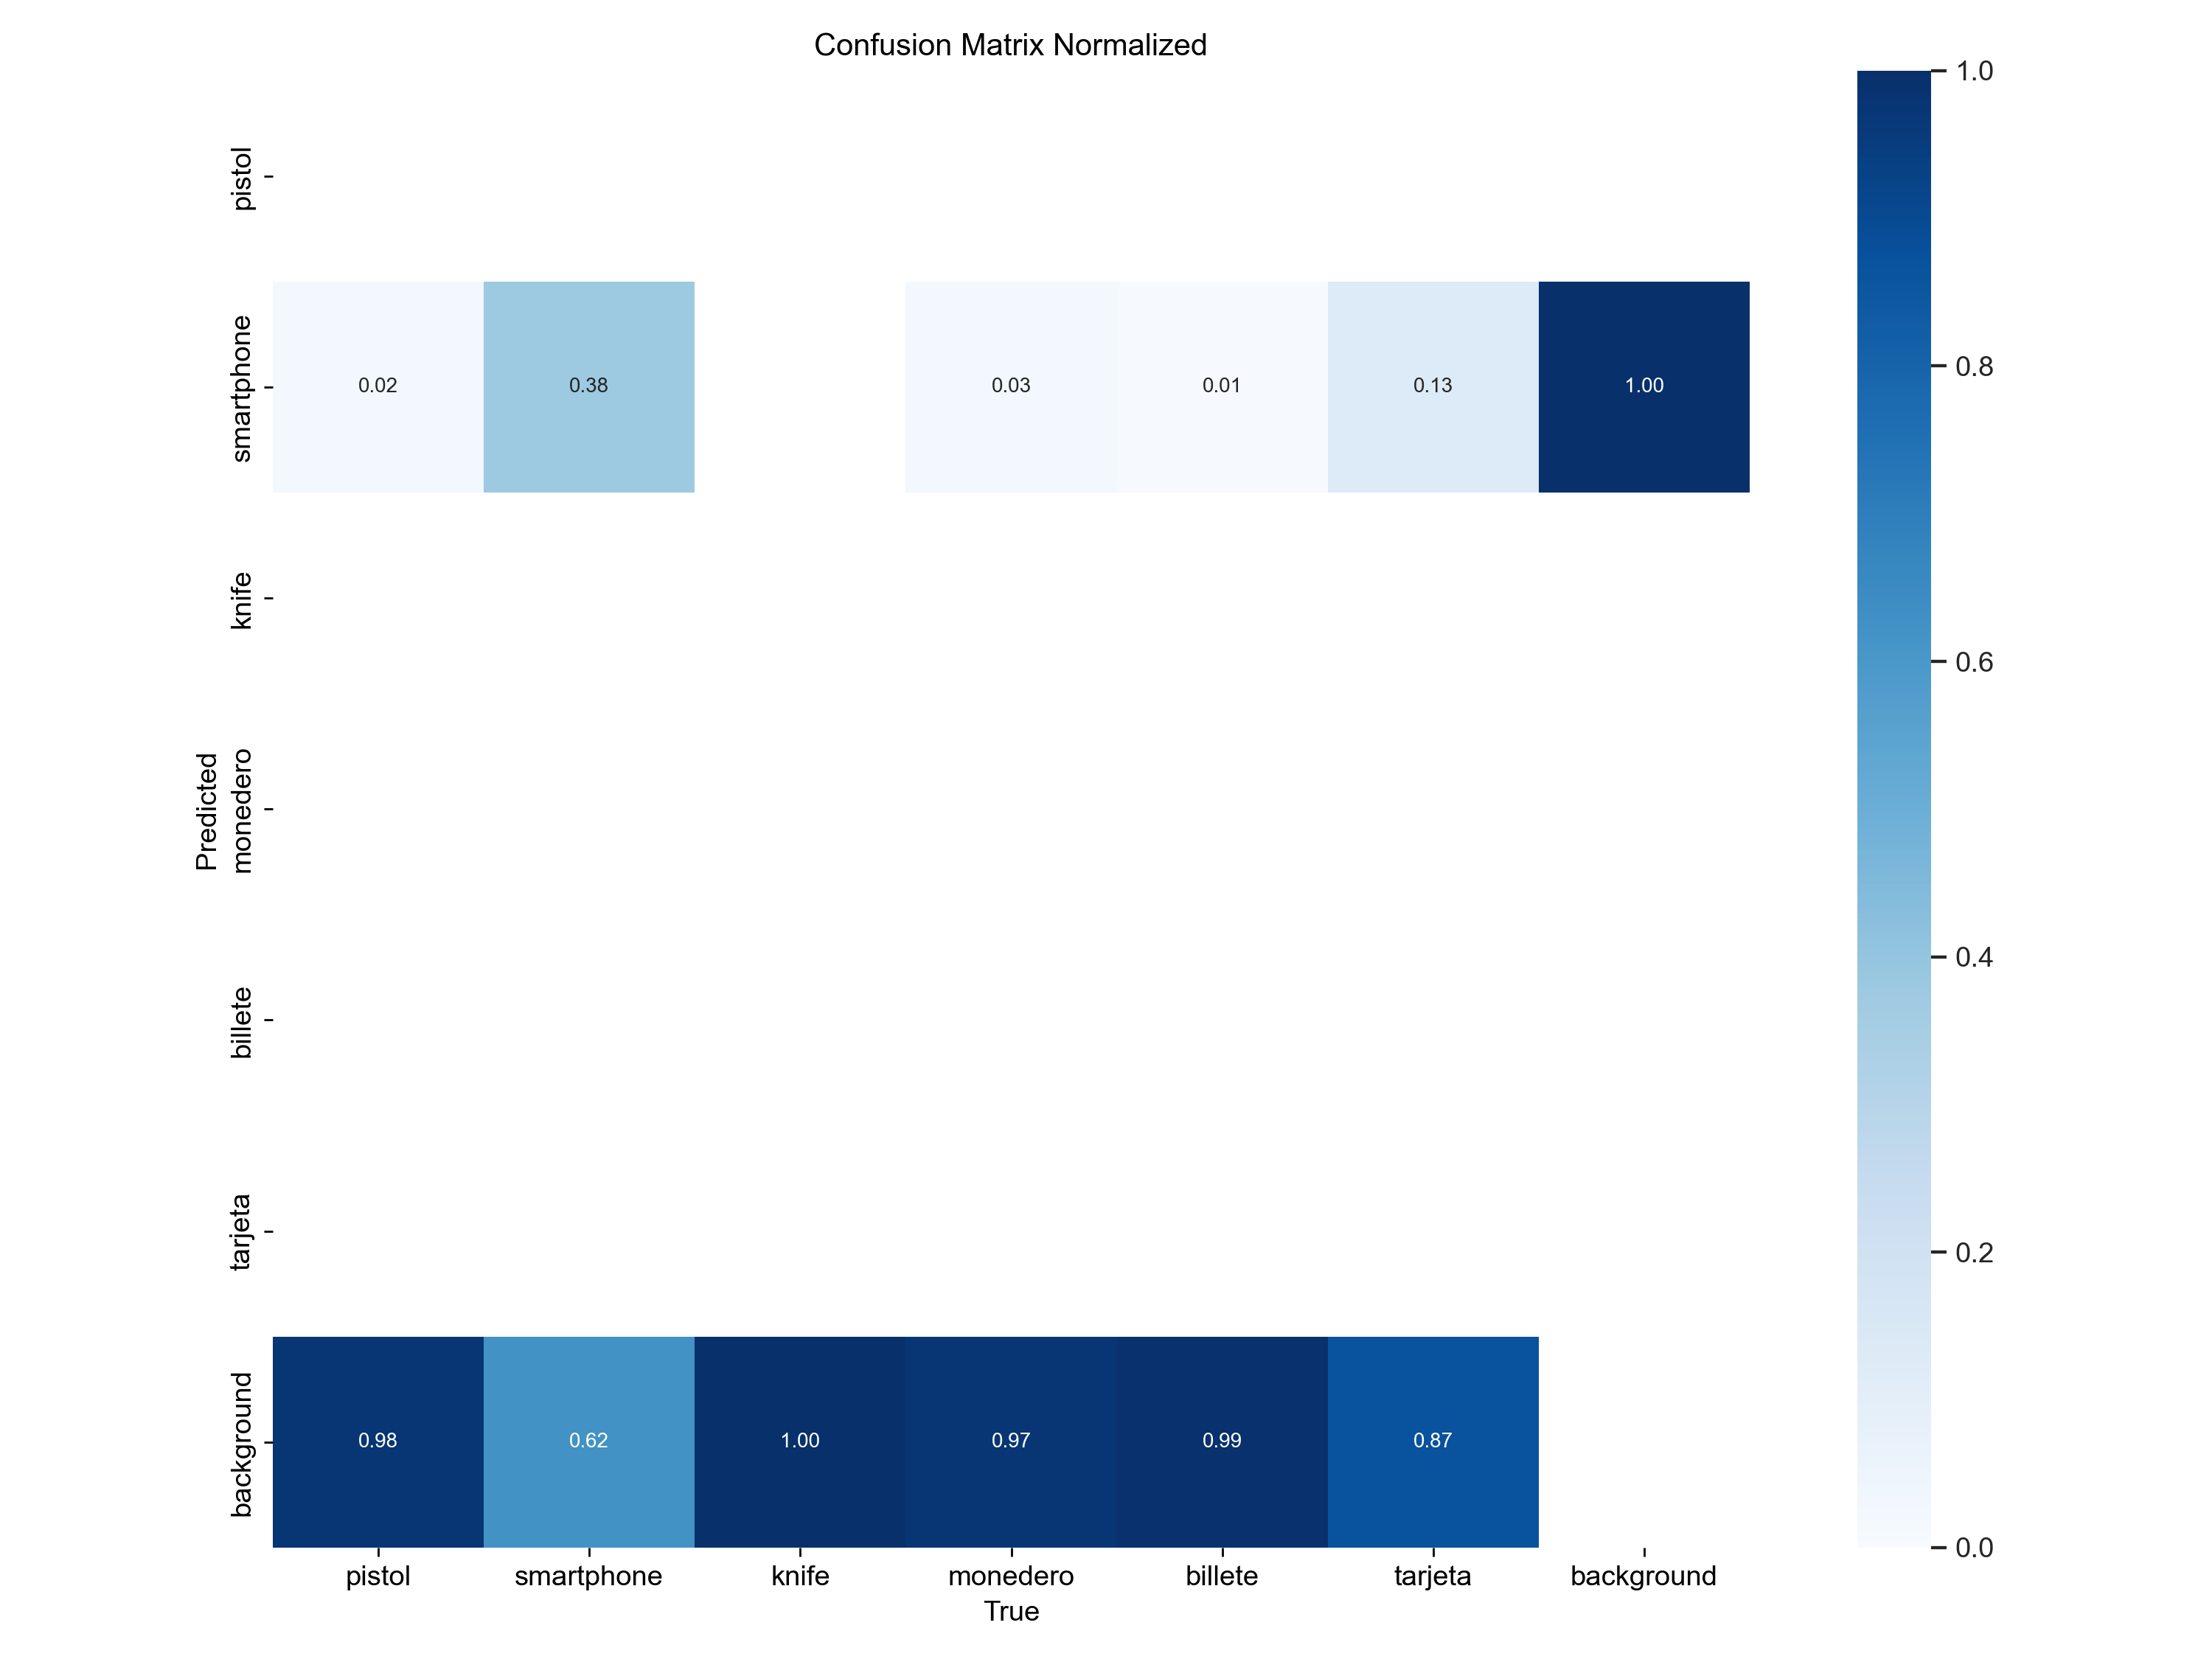 Confusion Matrix Normalized
pistol
smartphone
knife
monedero
billete
tarjeta
background
Predicted
0.02 0.38 0.03 0.01 0.13 1.00
0.98 0.62 1.00 0.97 0.99 0.87
pistol smartphone knife monedero billete tarjeta background
True
1.0
0.8
0.6
0.4
0.2
0.0